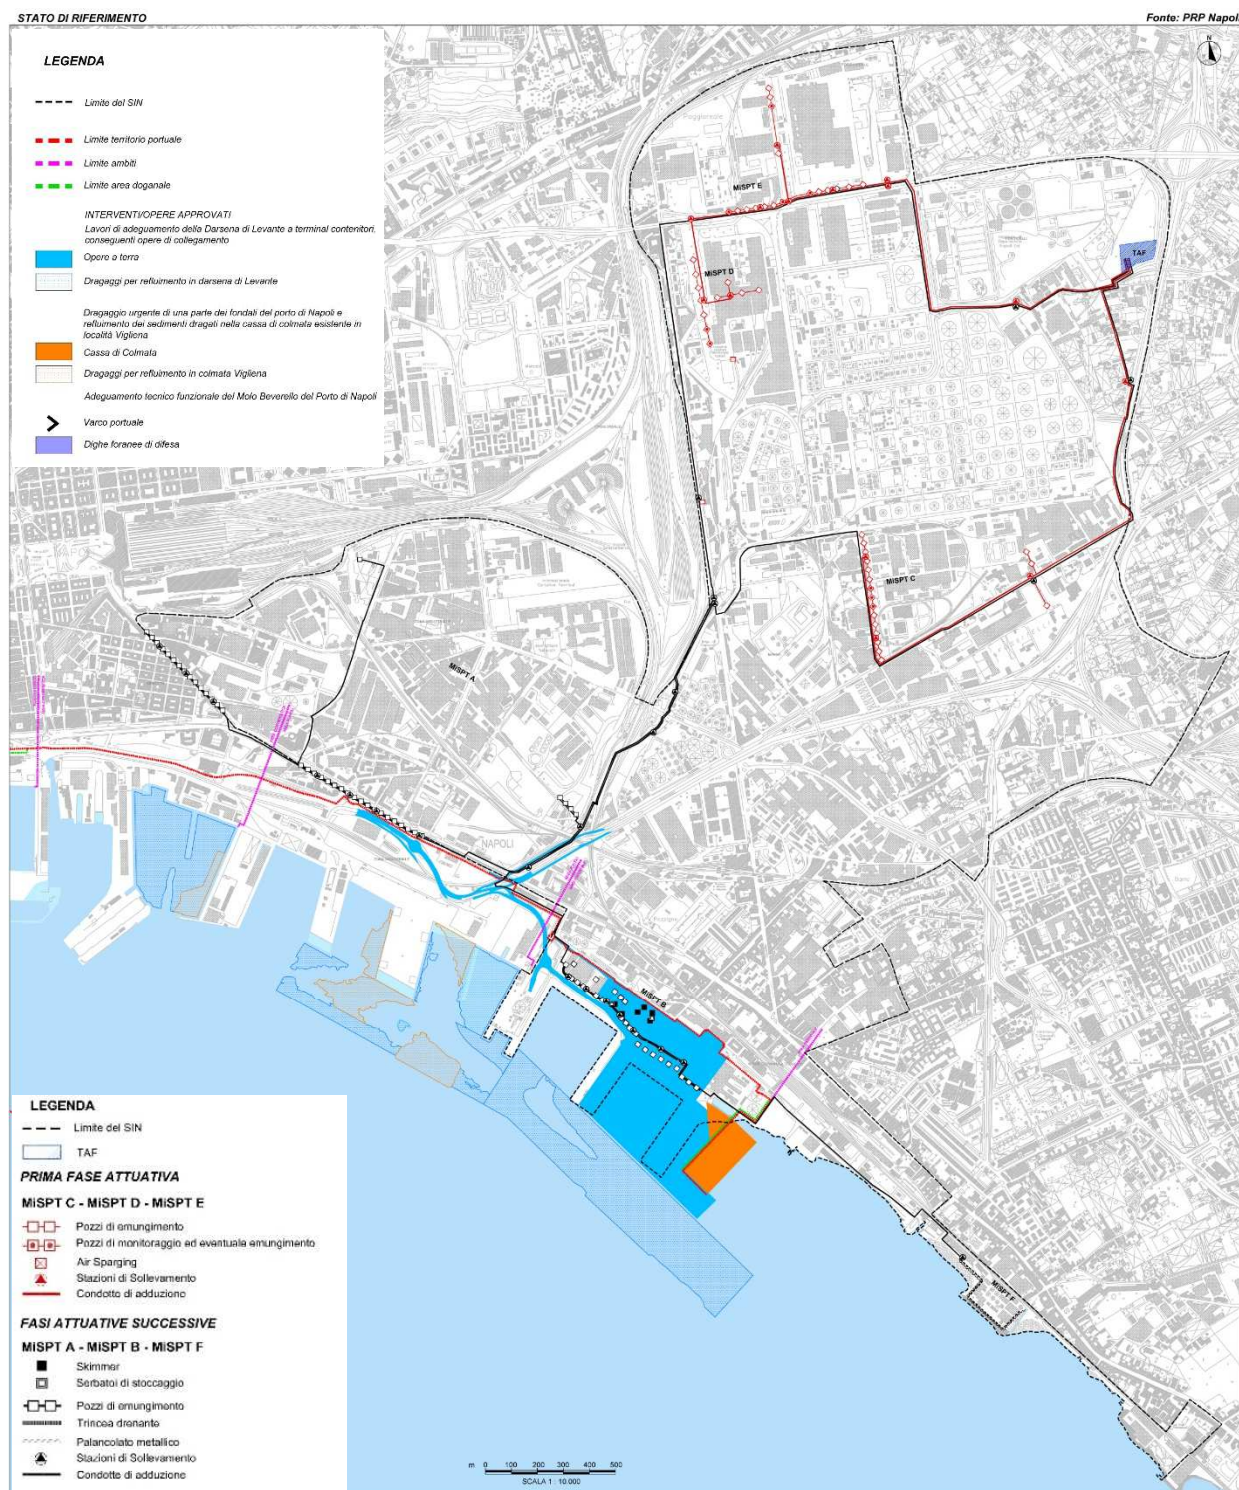 STATO DI RIFERIMENTO
Fonte: PRP Napoli
LEGENDA
Limite del SIN
Limite territorio portuale
Limite ambiti
Limite area doganale
INTERVENTI/OPERE APPROVATI
Lavori di adeguamento della Darsena di Levante a terminal contenitori,
conseguenti opere di collegamento
Opere a terra
Dragaggi per refluimento in darsena di Levante
Dragaggio urgente di una parte dei fondali del porto di Napoli e
refluimento dei sedimenti dragati nella cassa di colmata esistente in
località Vigliena
Cassa di Colmata
Dragaggi per refluimento in colmata Vigliena
Adeguamento tecnico funzionale del Molo Beverello del Porto di Napoli
Varco portuale
Dighe foranee di difesa
N
Poggioreale
MiSPT E
MiSPT D
TAF
MiSPT C
MiSPT A
NAPOLI
MiSPT B
MiSPT F
LEGENDA
Limite del SIN
TAF
PRIMA FASE ATTUATIVA
MiSPT C - MiSPT D - MiSPT E
Pozzi di emungimento
Pozzi di monitoraggio ed eventuale emungimento
Air Sparging
Stazioni di Sollevamento
Condotte di adduzione
FASI ATTUATIVE SUCCESSIVE
MiSPT A - MiSPT B - MiSPT F
Skimmer
Serbatoi di stoccaggio
Pozzi di emungimento
Trincea drenante
Palancolato metallico
Stazioni di Sollevamento
Condotte di adduzione
m 0 100 200 300 400 500
SCALA 1 : 10.000